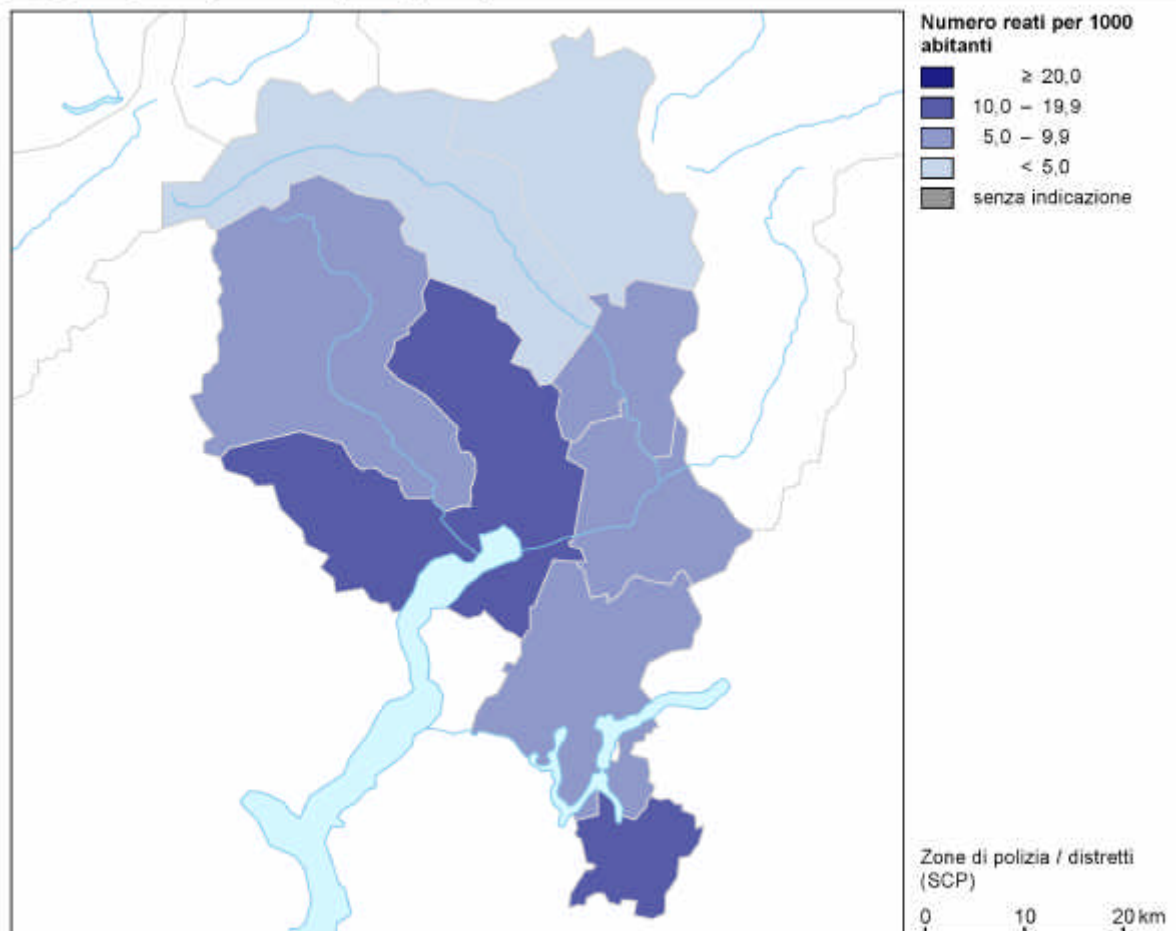 Numero reati per 1000
abitanti
≥ 20,0
10,0 – 19,9
5,0 – 9,9
< 5,0
senza indicazione
Zone di polizia / distretti
(SCP)
0 10 20 km